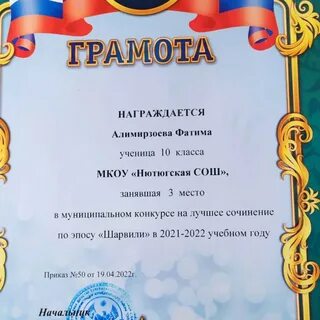 ГРАМОТА
НАГРАЖДАЕТСЯ
Алимирзоева Фатима
ученица 10 класса
МКОУ «Нютюгская СОШ»,
занявшая 3 место
в муниципальном конкурсе на лучшее сочинение
по эпосу «Шарвили» в 2021-2022 учебном году
Приказ №50 от 19.04.2022г.
Начальник